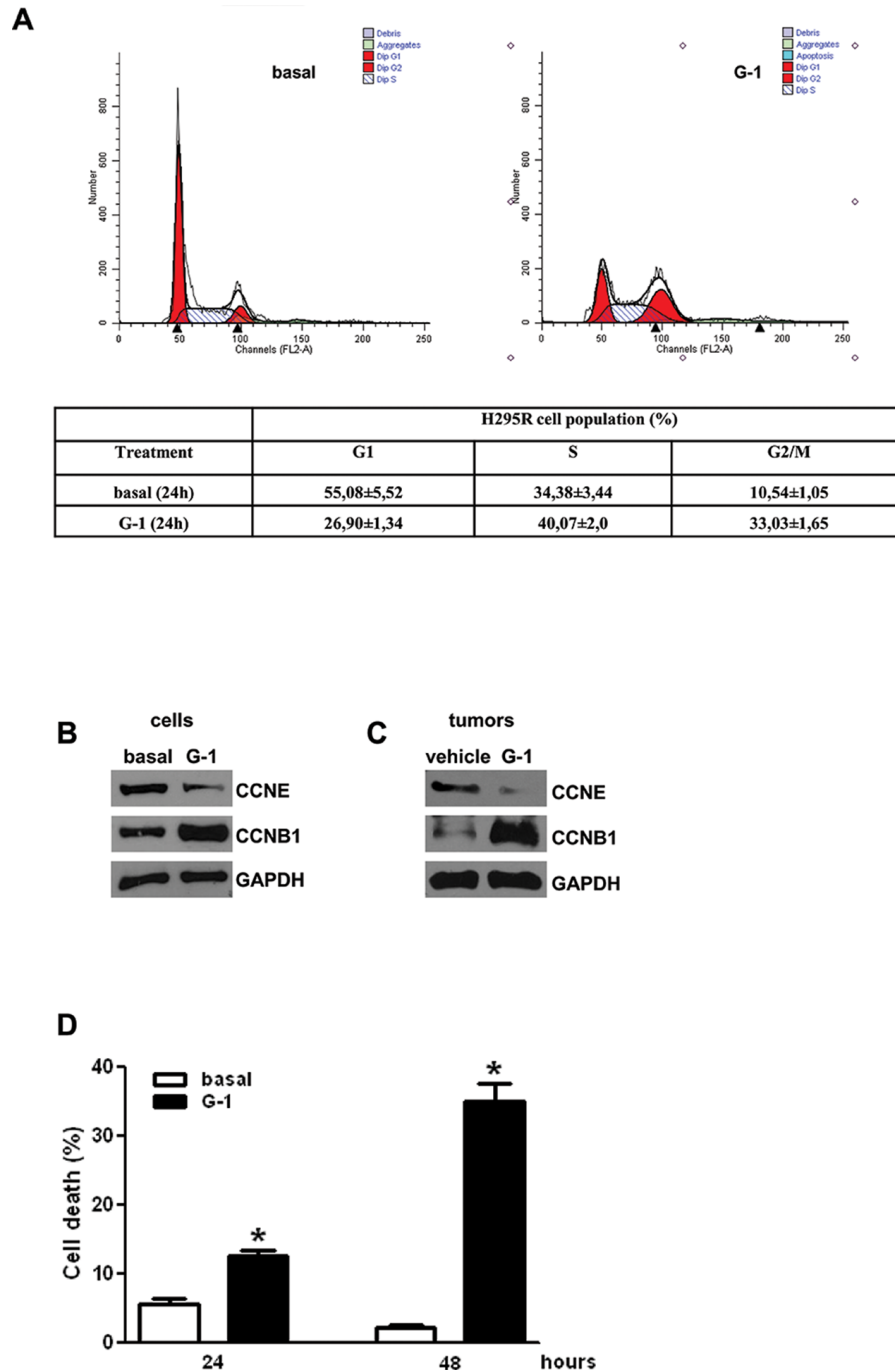 A
basal
Debris
Aggregates
Dip G1
Dip G2
Dip S
Number
800
600
400
200
0
0 50 100 150 200 250
Channels (FL2-A)
G-1
Debris
Aggregates
Apoptosis
Dip G1
Dip G2
Dip S
Number
800
600
400
200
0
0 50 100 150 200 250
Channels (FL2-A)
H295R cell population (%)
Treatment G1 S G2/M
basal (24h) 55,08±5,52 34,38±3,44 10,54±1,05
G-1 (24h) 26,90±1,34 40,07±2,0 33,03±1,65
B
cells
basal G-1
CCNE
CCNB1
GAPDH
C
tumors
vehicle G-1
CCNE
CCNB1
GAPDH
D
basal
G-1
Cell death (%)
40
30
20
10
0
*
*
24 48 hours